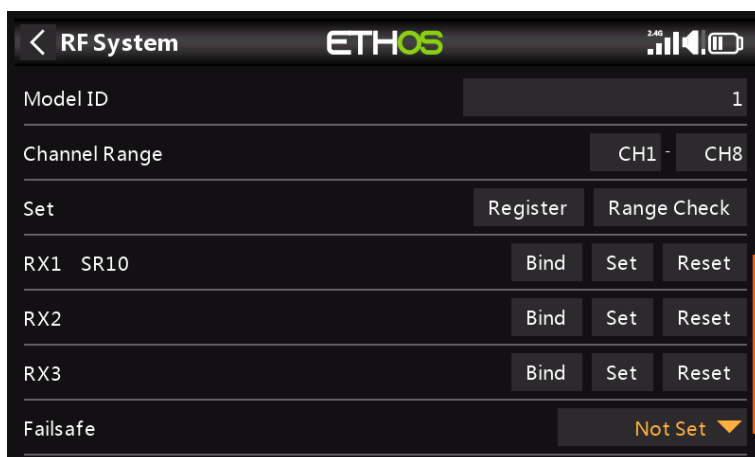 RF System ETHOS 2.4G
Model ID 1
Channel Range CH1 - CH8
Set Register Range Check
RX1 SR10 Bind Set Reset
RX2 Bind Set Reset
RX3 Bind Set Reset
Failsafe Not Set